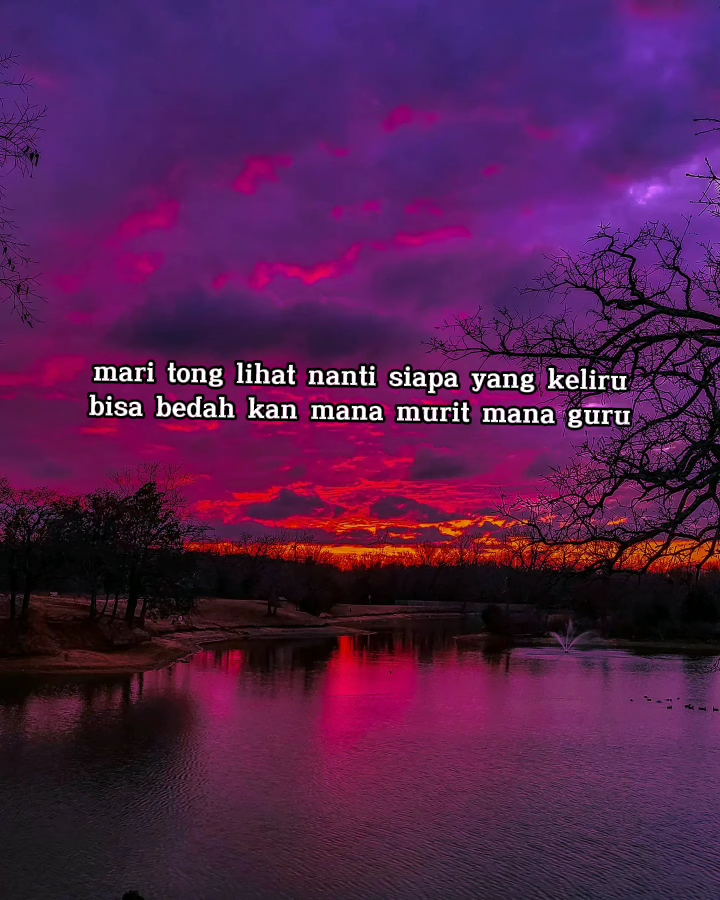 mari tong lihat nanti siapa yang keliru
bisa bedah kan mana murit mana guru